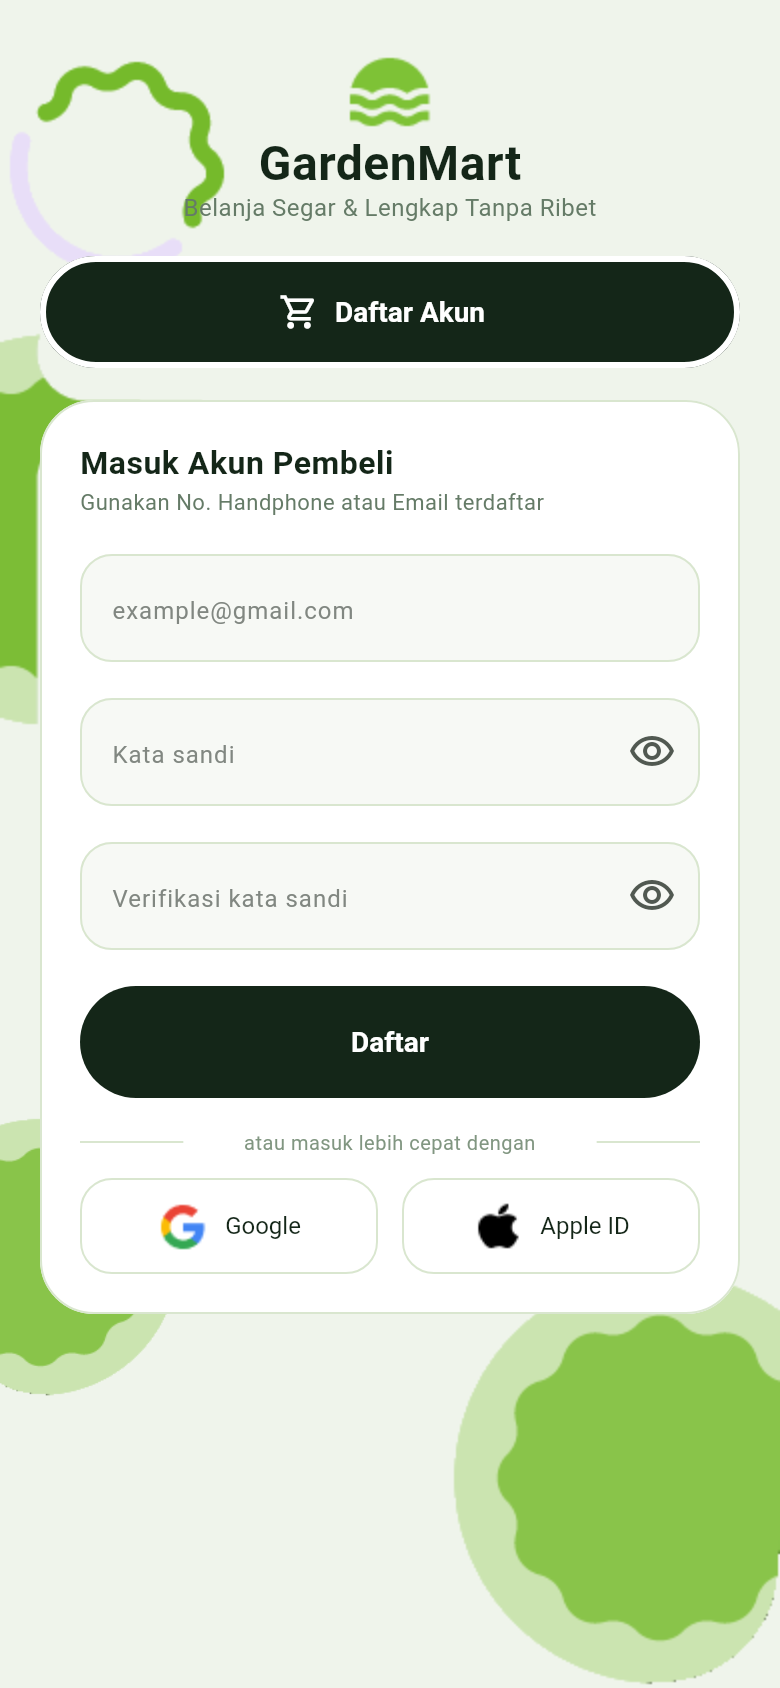 GardenMart
Belanja Segar & Lengkap Tanpa Ribet
Daftar Akun
Masuk Akun Pembeli
Gunakan No. Handphone atau Email terdaftar
example@gmail.com
Kata sandi
Verifikasi kata sandi
Daftar
atau masuk lebih cepat dengan
Google
Apple ID